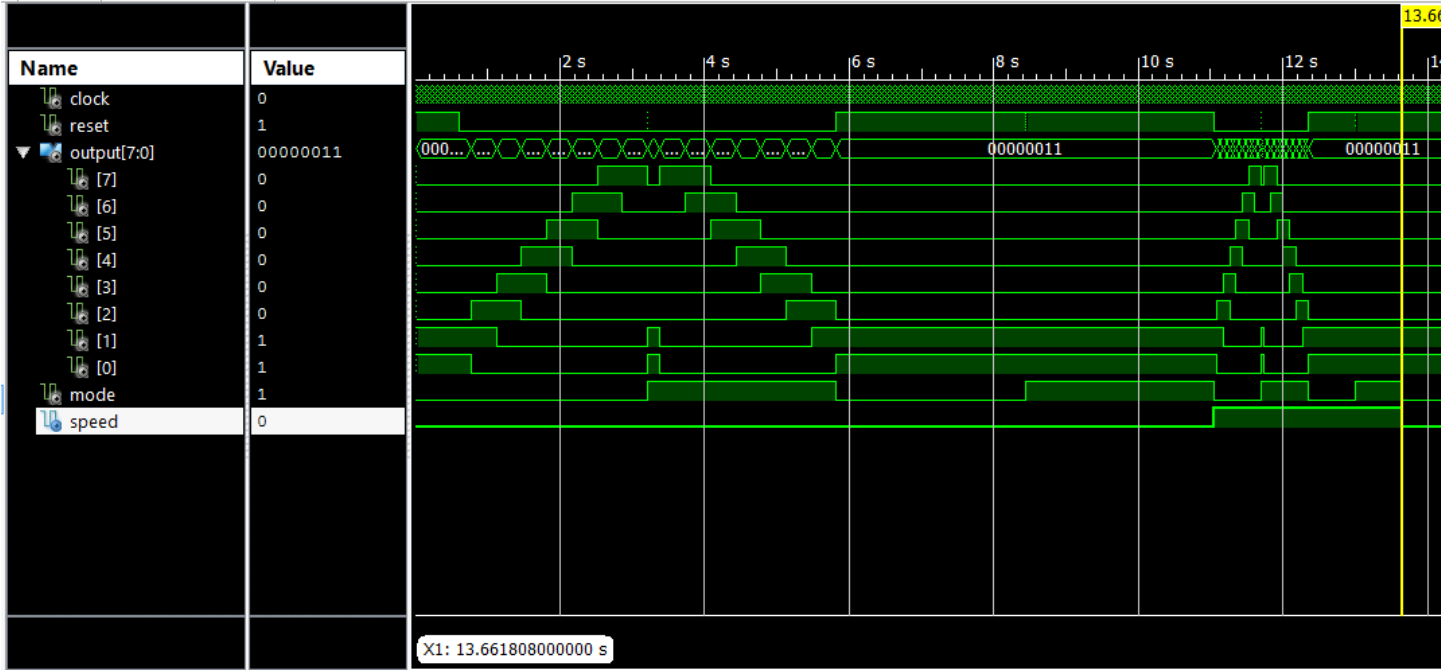 13.66
Name Value
2 s 4 s 6 s 8 s 10 s 12 s 14
clock 0
reset 1
output[7:0] 00000011 000... ... ... ... ... ... ... ... ... ... ... ... 00000011 00000011
[7] 0
[6] 0
[5] 0
[4] 0
[3] 0
[2] 0
[1] 1
[0] 1
mode 1
speed 0
X1: 13.661808000000 s